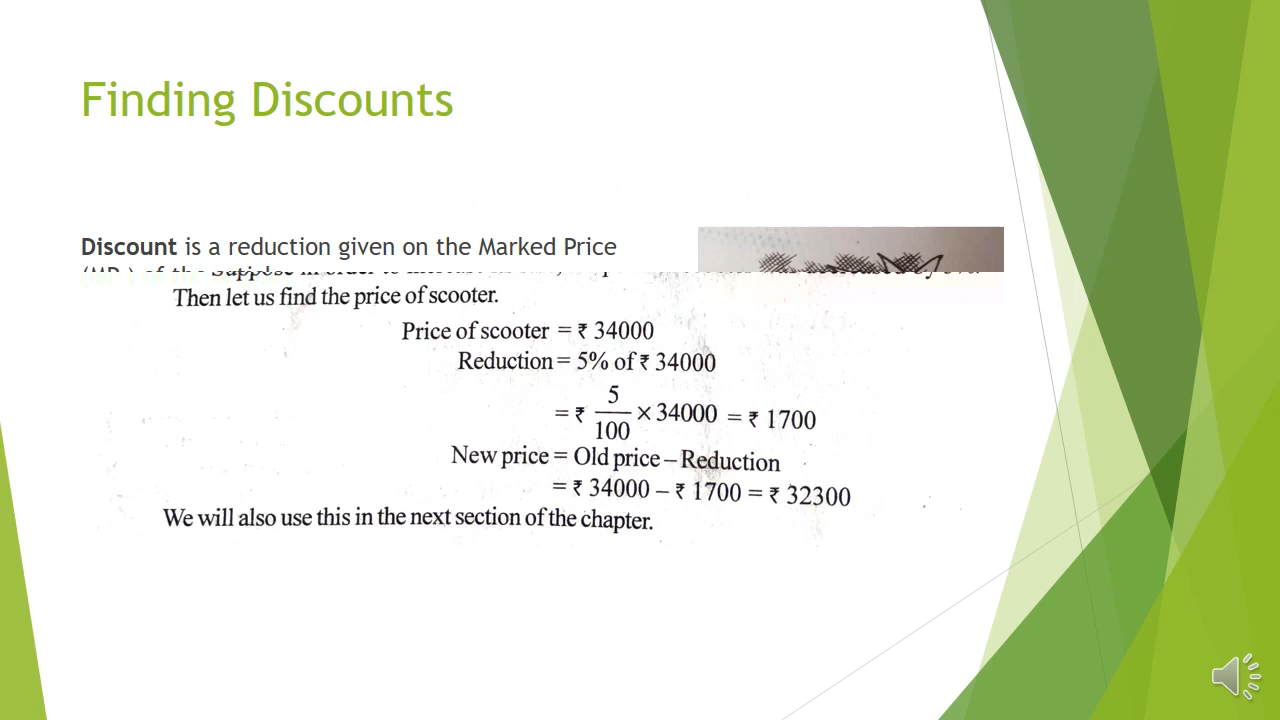 Finding Discounts
Discount is a reduction given on the Marked Price
Then let us find the price of scooter.
Price of scooter = ₹ 34000
Reduction = 5% of ₹ 34000
= ₹ 5/100 × 34000 = ₹ 1700
New price = Old price – Reduction
= ₹ 34000 – ₹ 1700 = ₹ 32300
We will also use this in the next section of the chapter.